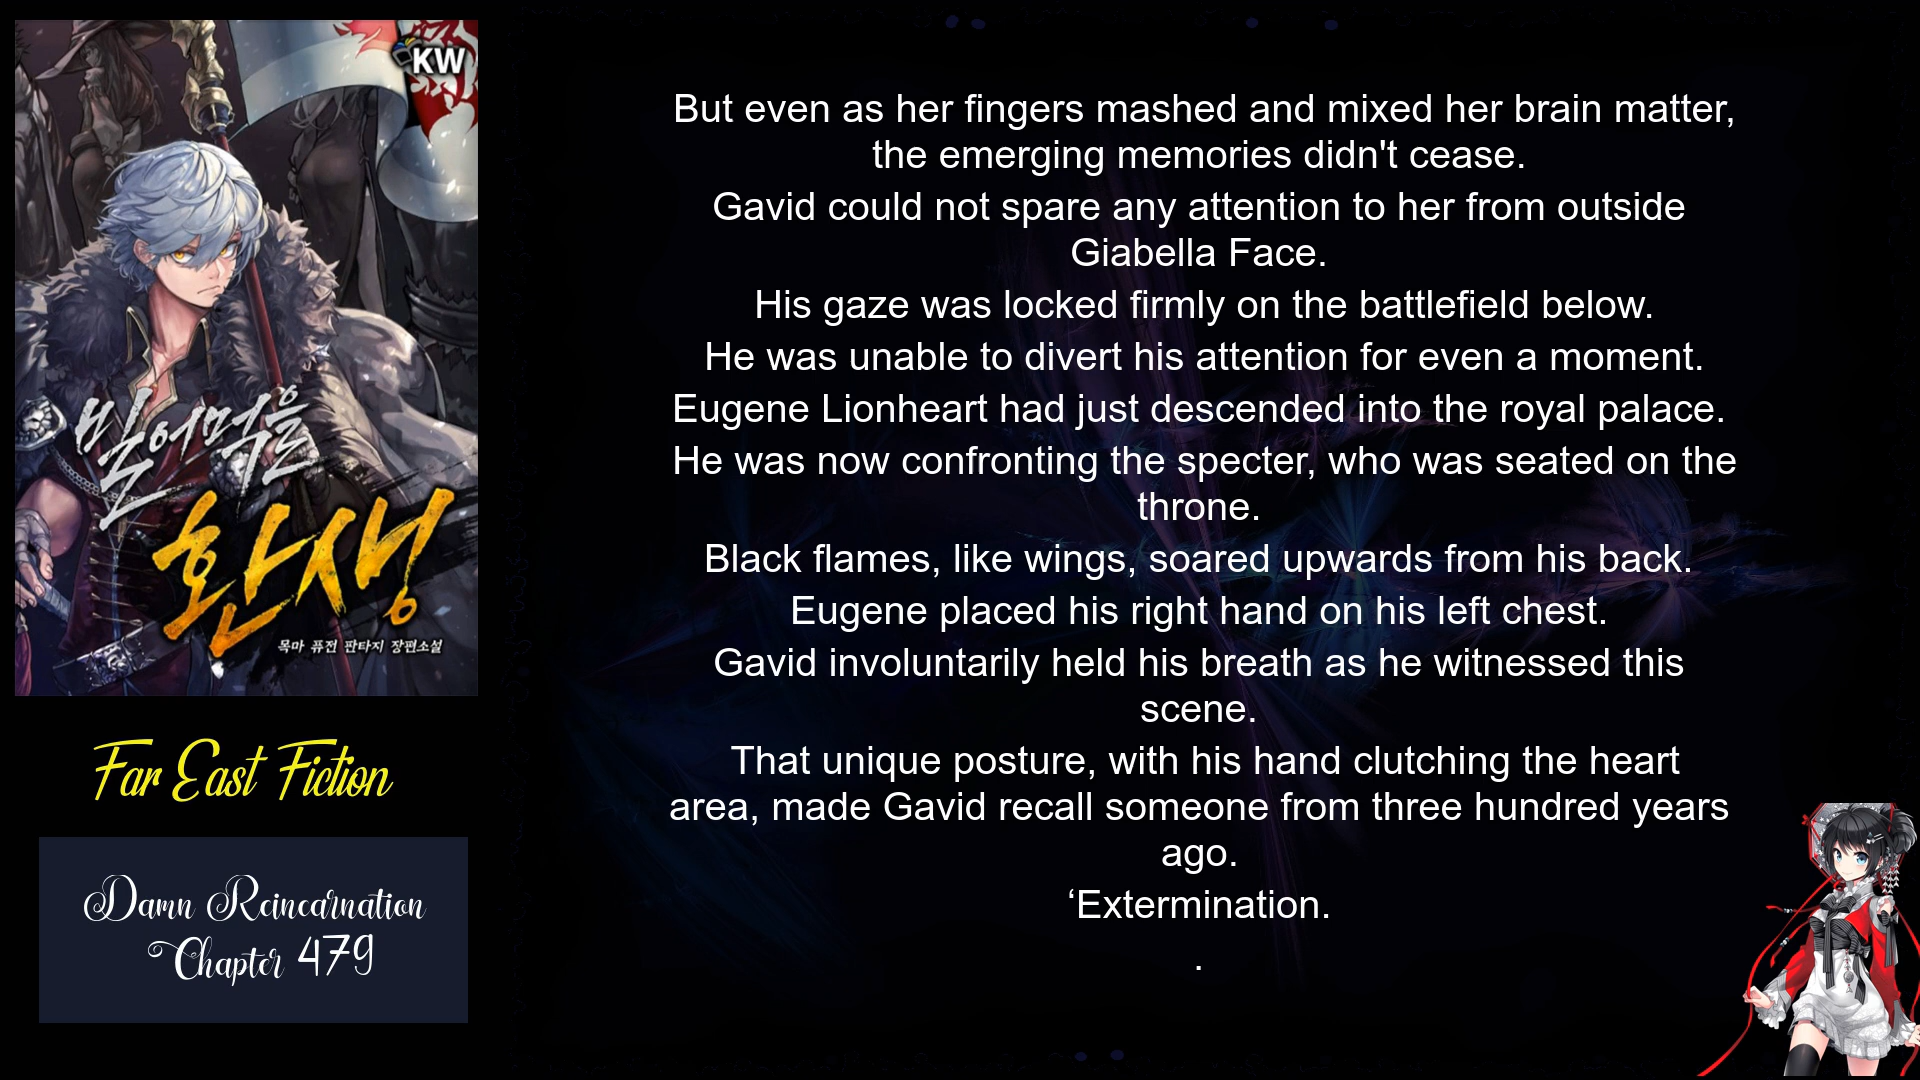 KW
빌어먹을
환생
목마 퓨전 판타지 장편소설
Far East Fiction
Damn Reincarnation
Chapter 479
But even as her fingers mashed and mixed her brain matter,
the emerging memories didn't cease.
Gavid could not spare any attention to her from outside
Giabella Face.
His gaze was locked firmly on the battlefield below.
He was unable to divert his attention for even a moment.
Eugene Lionheart had just descended into the royal palace.
He was now confronting the specter, who was seated on the
throne.
Black flames, like wings, soared upwards from his back.
Eugene placed his right hand on his left chest.
Gavid involuntarily held his breath as he witnessed this
scene.
That unique posture, with his hand clutching the heart
area, made Gavid recall someone from three hundred years
ago.
‘Extermination.
.